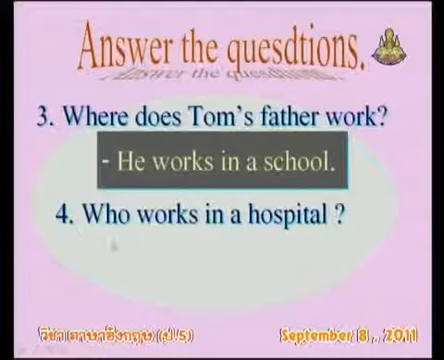 Answer the quesdtions.
3. Where does Tom's father work?
- He works in a school.
4. Who works in a hospital ?
วิชา ภาษาอังกฤษ (ป.5)
September 8 , 2011